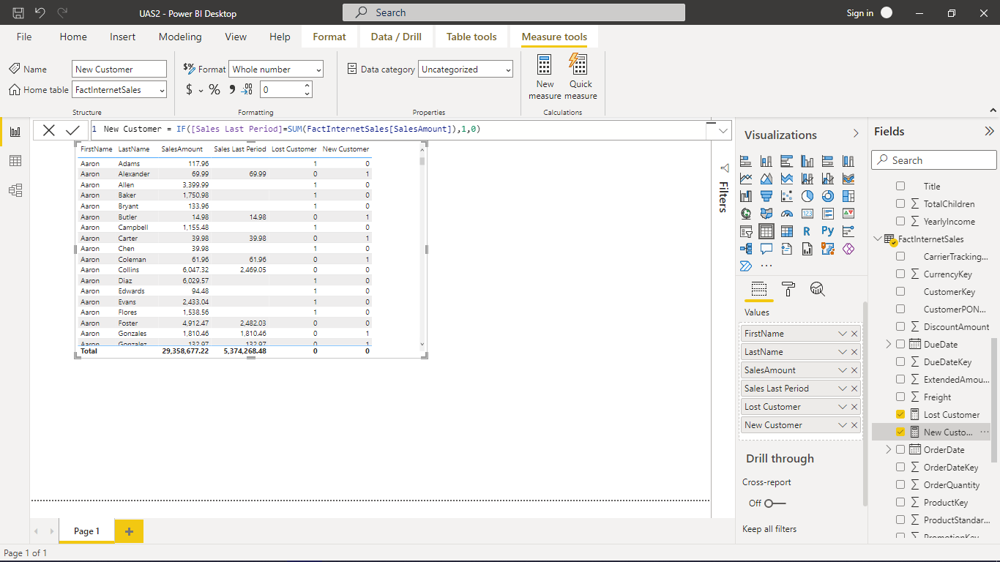 UAS2 - Power BI Desktop
Search
Sign in
File Home Insert Modeling View Help Format Data / Drill Table tools Measure tools
Name New Customer
Home table FactInternetSales
Structure
$% Format Whole number
$ % 9 .00 0
Formatting
Data category Uncategorized
Properties
New measure
Quick measure
Calculations
1 New Customer = IF([Sales Last Period]=SUM(FactInternetSales[SalesAmount]),1,0)
FirstName LastName SalesAmount Sales Last Period Lost Customer New Customer
Aaron Adams 117.96 1 0
Aaron Alexander 69.99 69.99 0 1
Aaron Allen 3,399.99 1 0
Aaron Baker 1,750.98 1 0
Aaron Bryant 133.96 1 0
Aaron Butler 14.98 14.98 0 1
Aaron Campbell 1,155.48 1 0
Aaron Carter 39.98 39.98 0 1
Aaron Chen 39.98 1 0
Aaron Coleman 61.96 61.96 0 1
Aaron Collins 6,047.32 2,469.05 0 0
Aaron Diaz 6,029.57 1 0
Aaron Edwards 94.48 1 0
Aaron Evans 2,433.04 1 0
Aaron Flores 1,538.56 1 0
Aaron Foster 4,912.47 2,482.03 0 0
Aaron Gonzales 1,810.46 1,810.46 0 1
Aaron Gonzalez 132.97 132.97 0 1
Total 29,358,677.22 5,374,268.48 0 0
Filters
Visualizations
123
R Py
Values
FirstName
LastName
SalesAmount
Sales Last Period
Lost Customer
New Customer
Drill through
Cross-report
Off
Keep all filters
Fields
Search
Title
TotalChildren
YearlyIncome
FactInternetSales
CarrierTracking...
CurrencyKey
CustomerKey
CustomerPON...
DiscountAmount
DueDate
DueDateKey
ExtendedAmou...
Freight
Lost Customer
New Custo... ...
OrderDate
OrderDateKey
OrderQuantity
ProductKey
ProductStandar...
PromotionKey
Page 1
Page 1 of 1